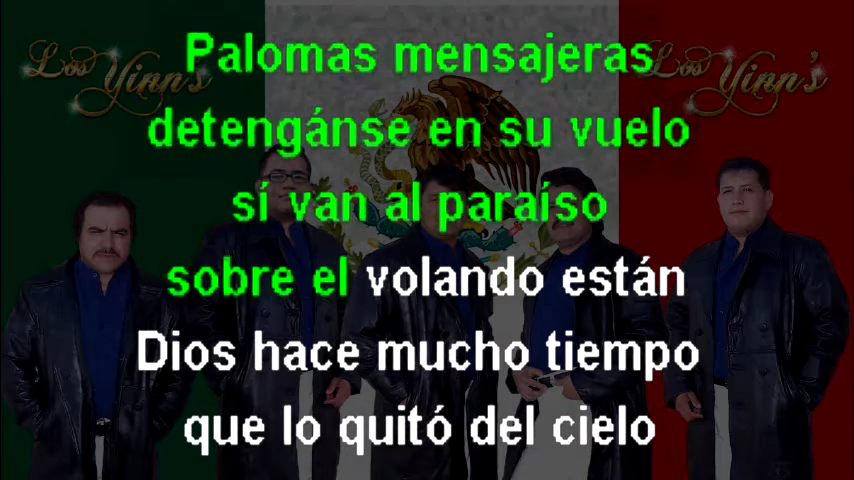 Los Yinn's
Los Yinn's
Palomas mensajeras
detengánse en su vuelo
sí van al paraíso
sobre el volando están
Dios hace mucho tiempo
que lo quitó del cielo